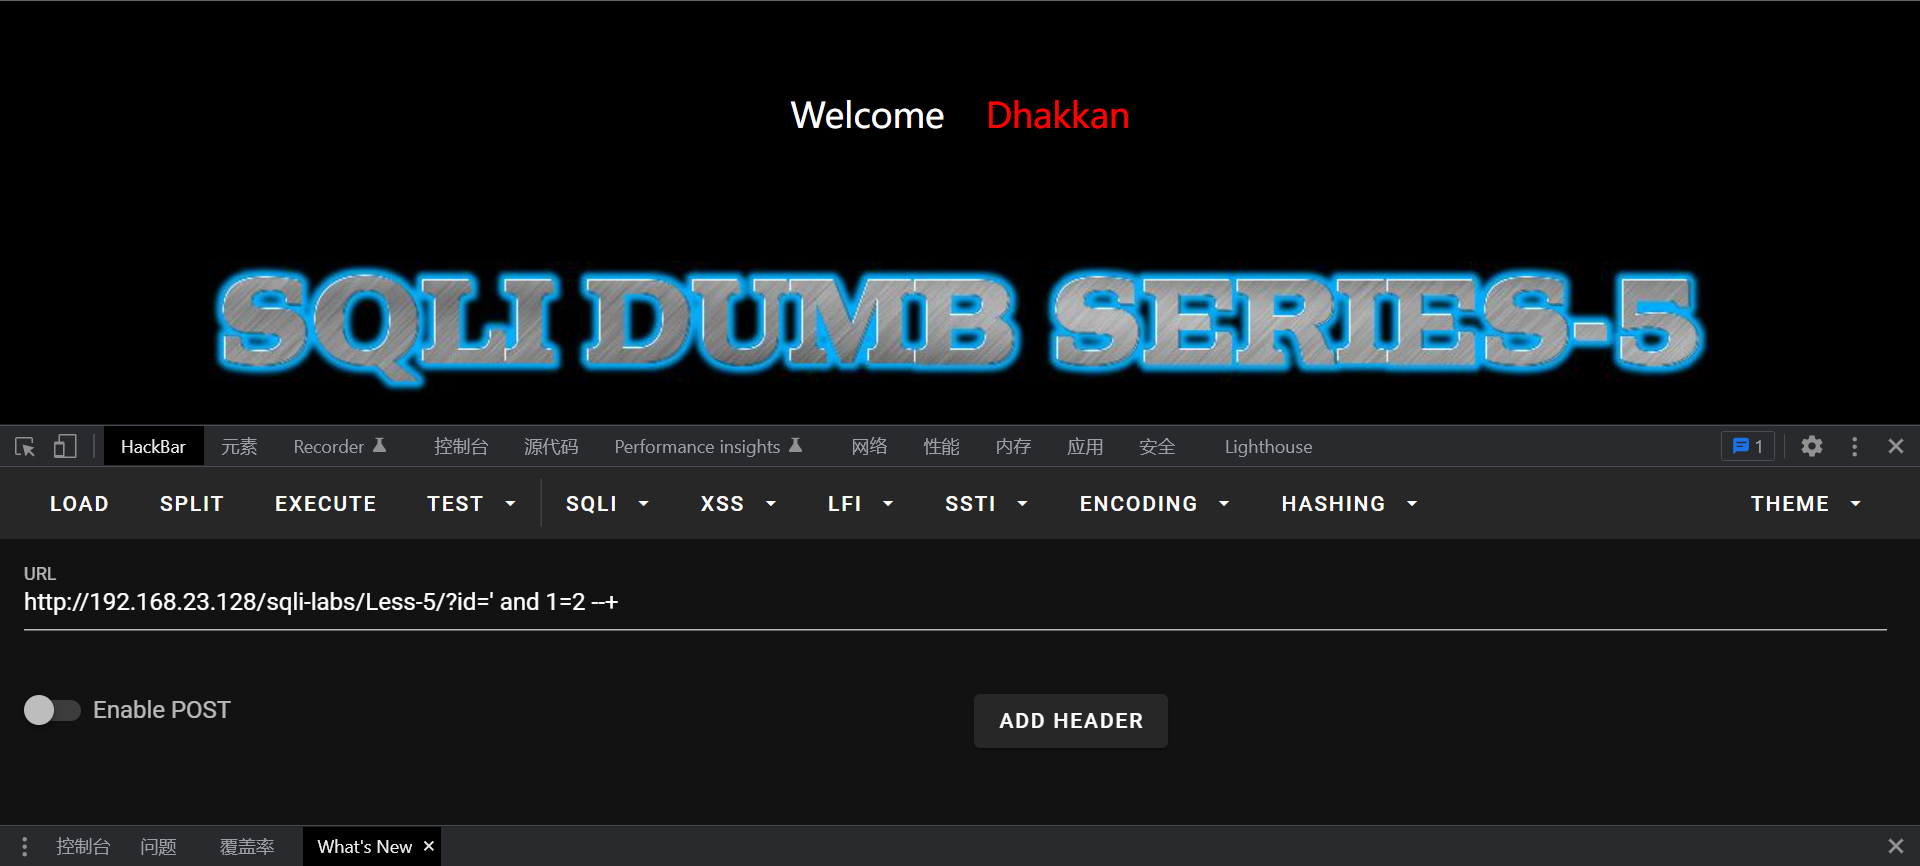 Welcome Dhakkan
SQLI DUMB SERIES-5
HackBar 元素 Recorder 控制台 源代码 Performance insights 网络 性能 内存 应用 安全 Lighthouse 1
LOAD SPLIT EXECUTE TEST SQLI XSS LFI SSTI ENCODING HASHING THEME
URL
http://192.168.23.128/sqli-labs/Less-5/?id=' and 1=2 --+
Enable POST ADD HEADER
控制台 问题 覆盖率 What's New